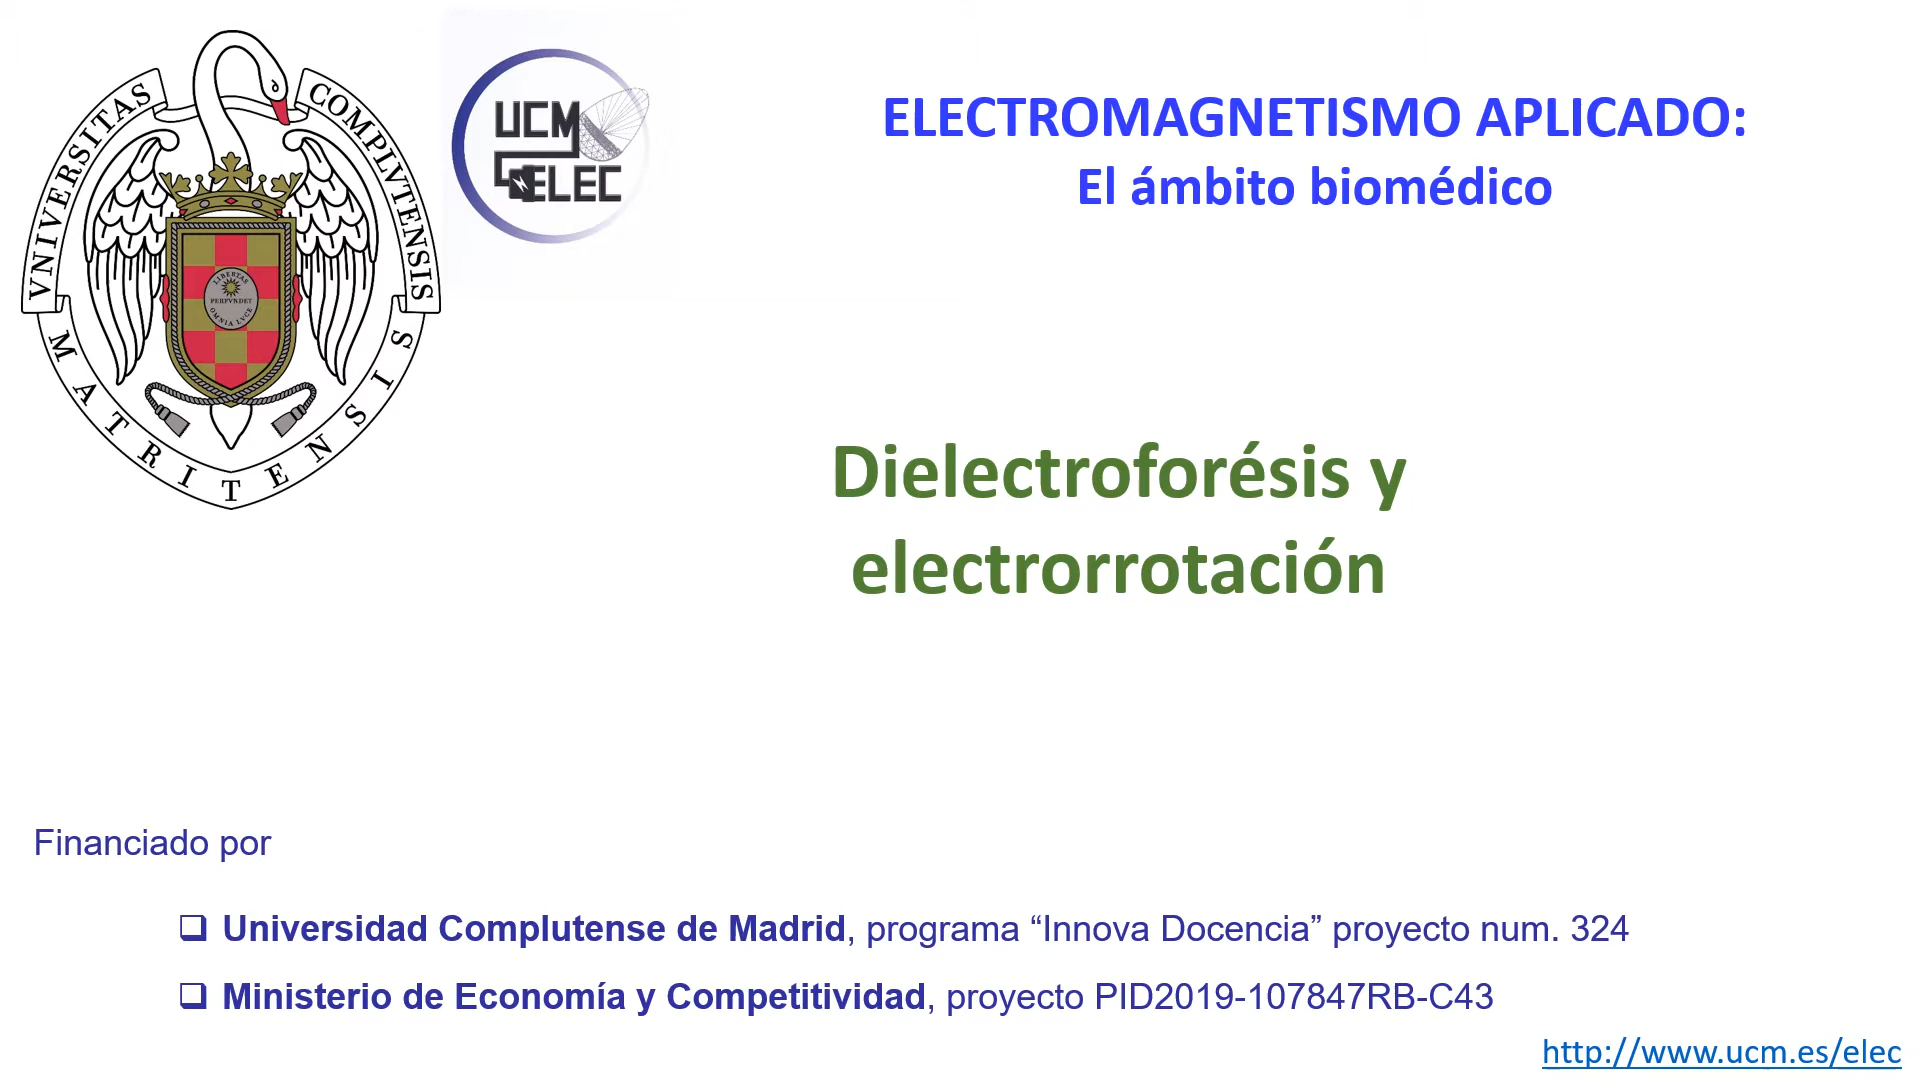 VNIVERSITAS COMPLVTENSIS
MATRITENSIS
LIBERTAS
PERFVNDET
OMNIA LVCE
UCM
ELEC
ELECTROMAGNETISMO APLICADO:
El ámbito biomédico
Dielectroforésis y
electrorrotación
Financiado por
❑ Universidad Complutense de Madrid, programa “Innova Docencia” proyecto num. 324
❑ Ministerio de Economía y Competitividad, proyecto PID2019-107847RB-C43
http://www.ucm.es/elec